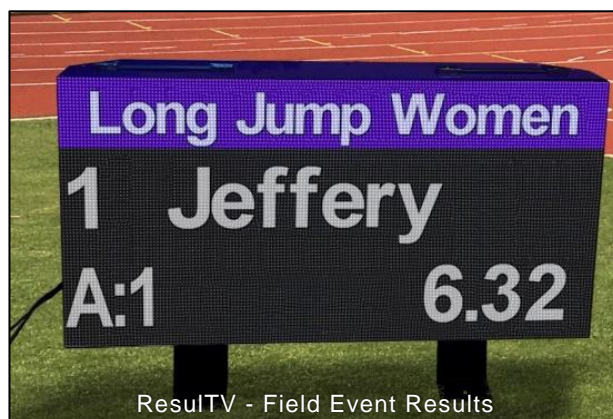 Long Jump Women
1 Jeffery
A:1 6.32
ResulTV - Field Event Results